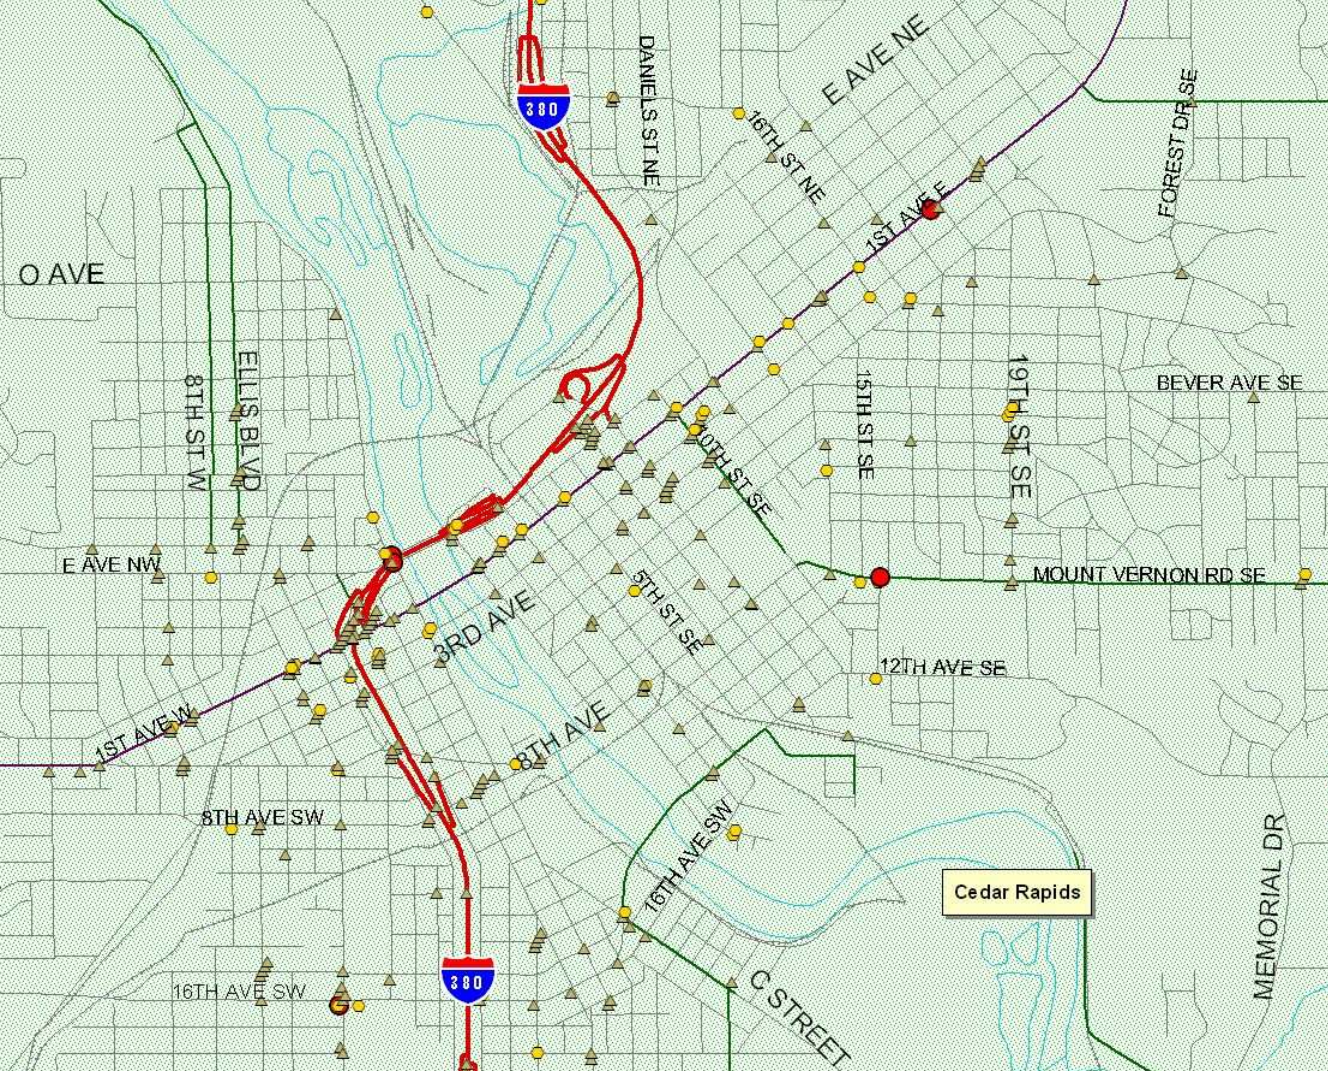 E AVE NE
DANIELS ST NE
FOREST DR SE
380
16TH ST NE
1ST AVE E
O AVE
8TH ST W
ELLIS BLVD
15TH ST SE
19TH ST SE
BEVER AVE SE
10TH ST SE
E AVE NW
MOUNT VERNON RD SE
5TH ST SE
3RD AVE
12TH AVE SE
1ST AVE W
8TH AVE
8TH AVE SW
16TH AVE SW
Cedar Rapids
MEMORIAL DR
380
16TH AVE SW
C STREET